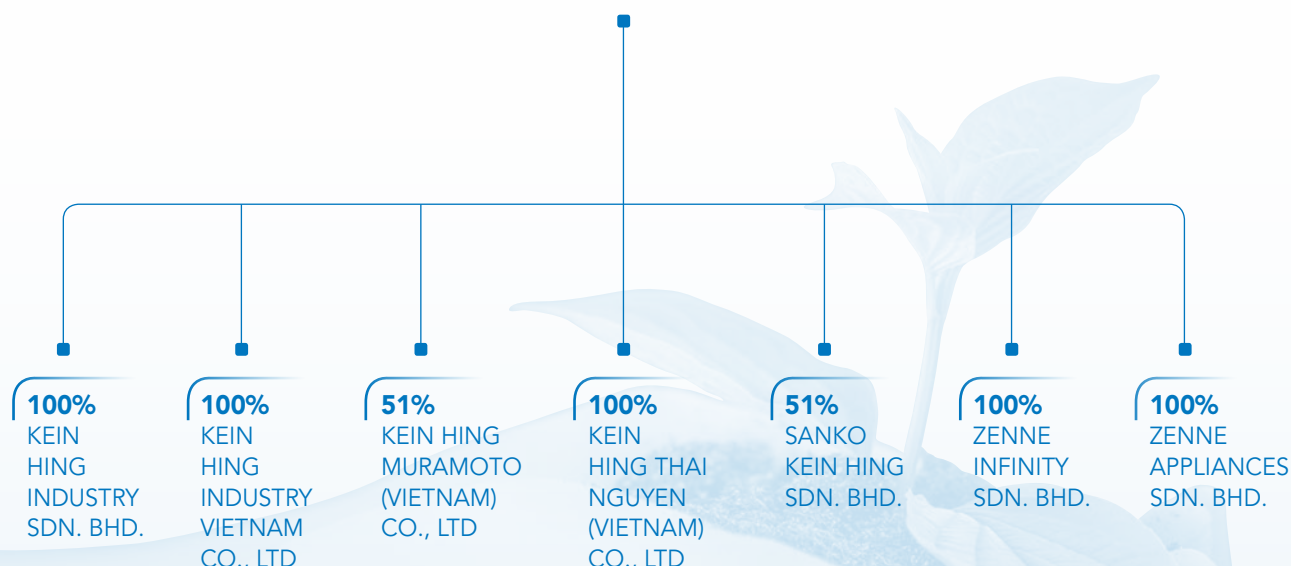 100%
KEIN
HING
INDUSTRY
SDN. BHD.
100%
KEIN
HING
INDUSTRY
VIETNAM
CO., LTD
51%
KEIN HING
MURAMOTO
(VIETNAM)
CO., LTD
100%
KEIN
HING THAI
NGUYEN
(VIETNAM)
CO., LTD
51%
SANKO
KEIN HING
SDN. BHD.
100%
ZENNE
INFINITY
SDN. BHD.
100%
ZENNE
APPLIANCES
SDN. BHD.